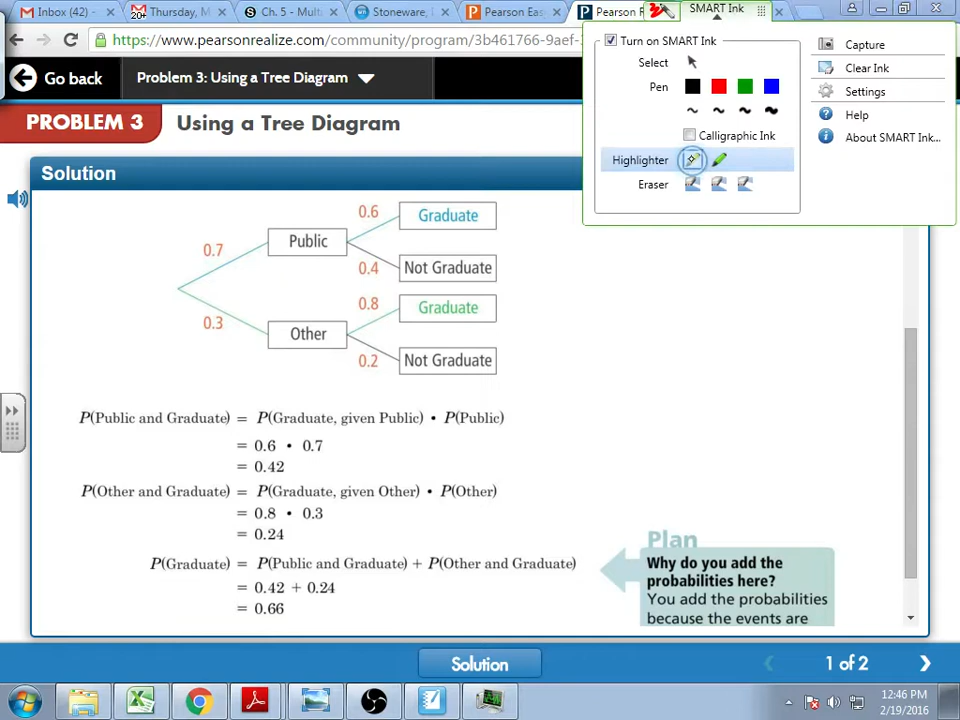 Inbox (42) -
Thursday, M
20+
Ch. 5 - Mult
Stoneware,
Pearson Eas
Pearson R
SMART Ink
https://www.pearsonrealize.com/community/program/3b461766-9aef-
Go back
Problem 3: Using a Tree Diagram
PROBLEM 3 Using a Tree Diagram
Turn on SMART Ink
Select
Pen
Calligraphic Ink
Highlighter
Eraser
Capture
Clear Ink
Settings
Help
About SMART Ink...
Solution
0.6
Graduate
0.7
Public
0.4
Not Graduate
0.8
Graduate
0.3
Other
0.2
Not Graduate
P(Public and Graduate) = P(Graduate, given Public) • P(Public)
= 0.6 • 0.7
= 0.42
P(Other and Graduate) = P(Graduate, given Other) • P(Other)
= 0.8 • 0.3
= 0.24
P(Graduate) = P(Public and Graduate) + P(Other and Graduate)
= 0.42 + 0.24
= 0.66
Plan
Why do you add the
probabilities here?
You add the probabilities
because the events are
Solution
1 of 2
12:46 PM
2/19/2016